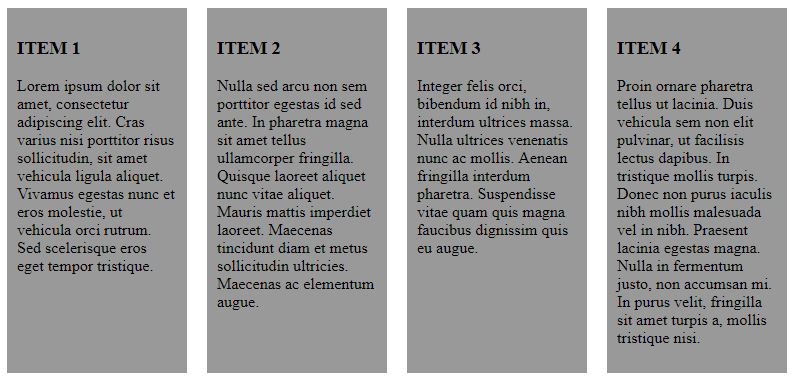 ITEM 1
Lorem ipsum dolor sit
amet, consectetur
adipiscing elit. Cras
varius nisi porttitor risus
sollicitudin, sit amet
vehicula ligula aliquet.
Vivamus egestas nunc et
eros molestie, ut
vehicula orci rutrum.
Sed scelerisque eros
eget tempor tristique.
ITEM 2
Nulla sed arcu non sem
porttitor egestas id sed
ante. In pharetra magna
sit amet tellus
ullamcorper fringilla.
Quisque laoreet aliquet
nunc vitae aliquet.
Mauris mattis imperdiet
laoreet. Maecenas
tincidunt diam et metus
sollicitudin ultricies.
Maecenas ac elementum
augue.
ITEM 3
Integer felis orci,
bibendum id nibh in,
interdum ultrices massa.
Nulla ultrices venenatis
nunc ac mollis. Aenean
fringilla interdum
pharetra. Suspendisse
vitae quam quis magna
faucibus dignissim quis
eu augue.
ITEM 4
Proin ornare pharetra
tellus ut lacinia. Duis
vehicula sem non elit
pulvinar, ut facilisis
lectus dapibus. In
tristique mollis turpis.
Donec non purus iaculis
nibh mollis malesuada
vel in nibh. Praesent
lacinia egestas magna.
Nulla in fermentum
justo, non accumsan mi.
In purus velit, fringilla
sit amet turpis a, mollis
tristique nisi.